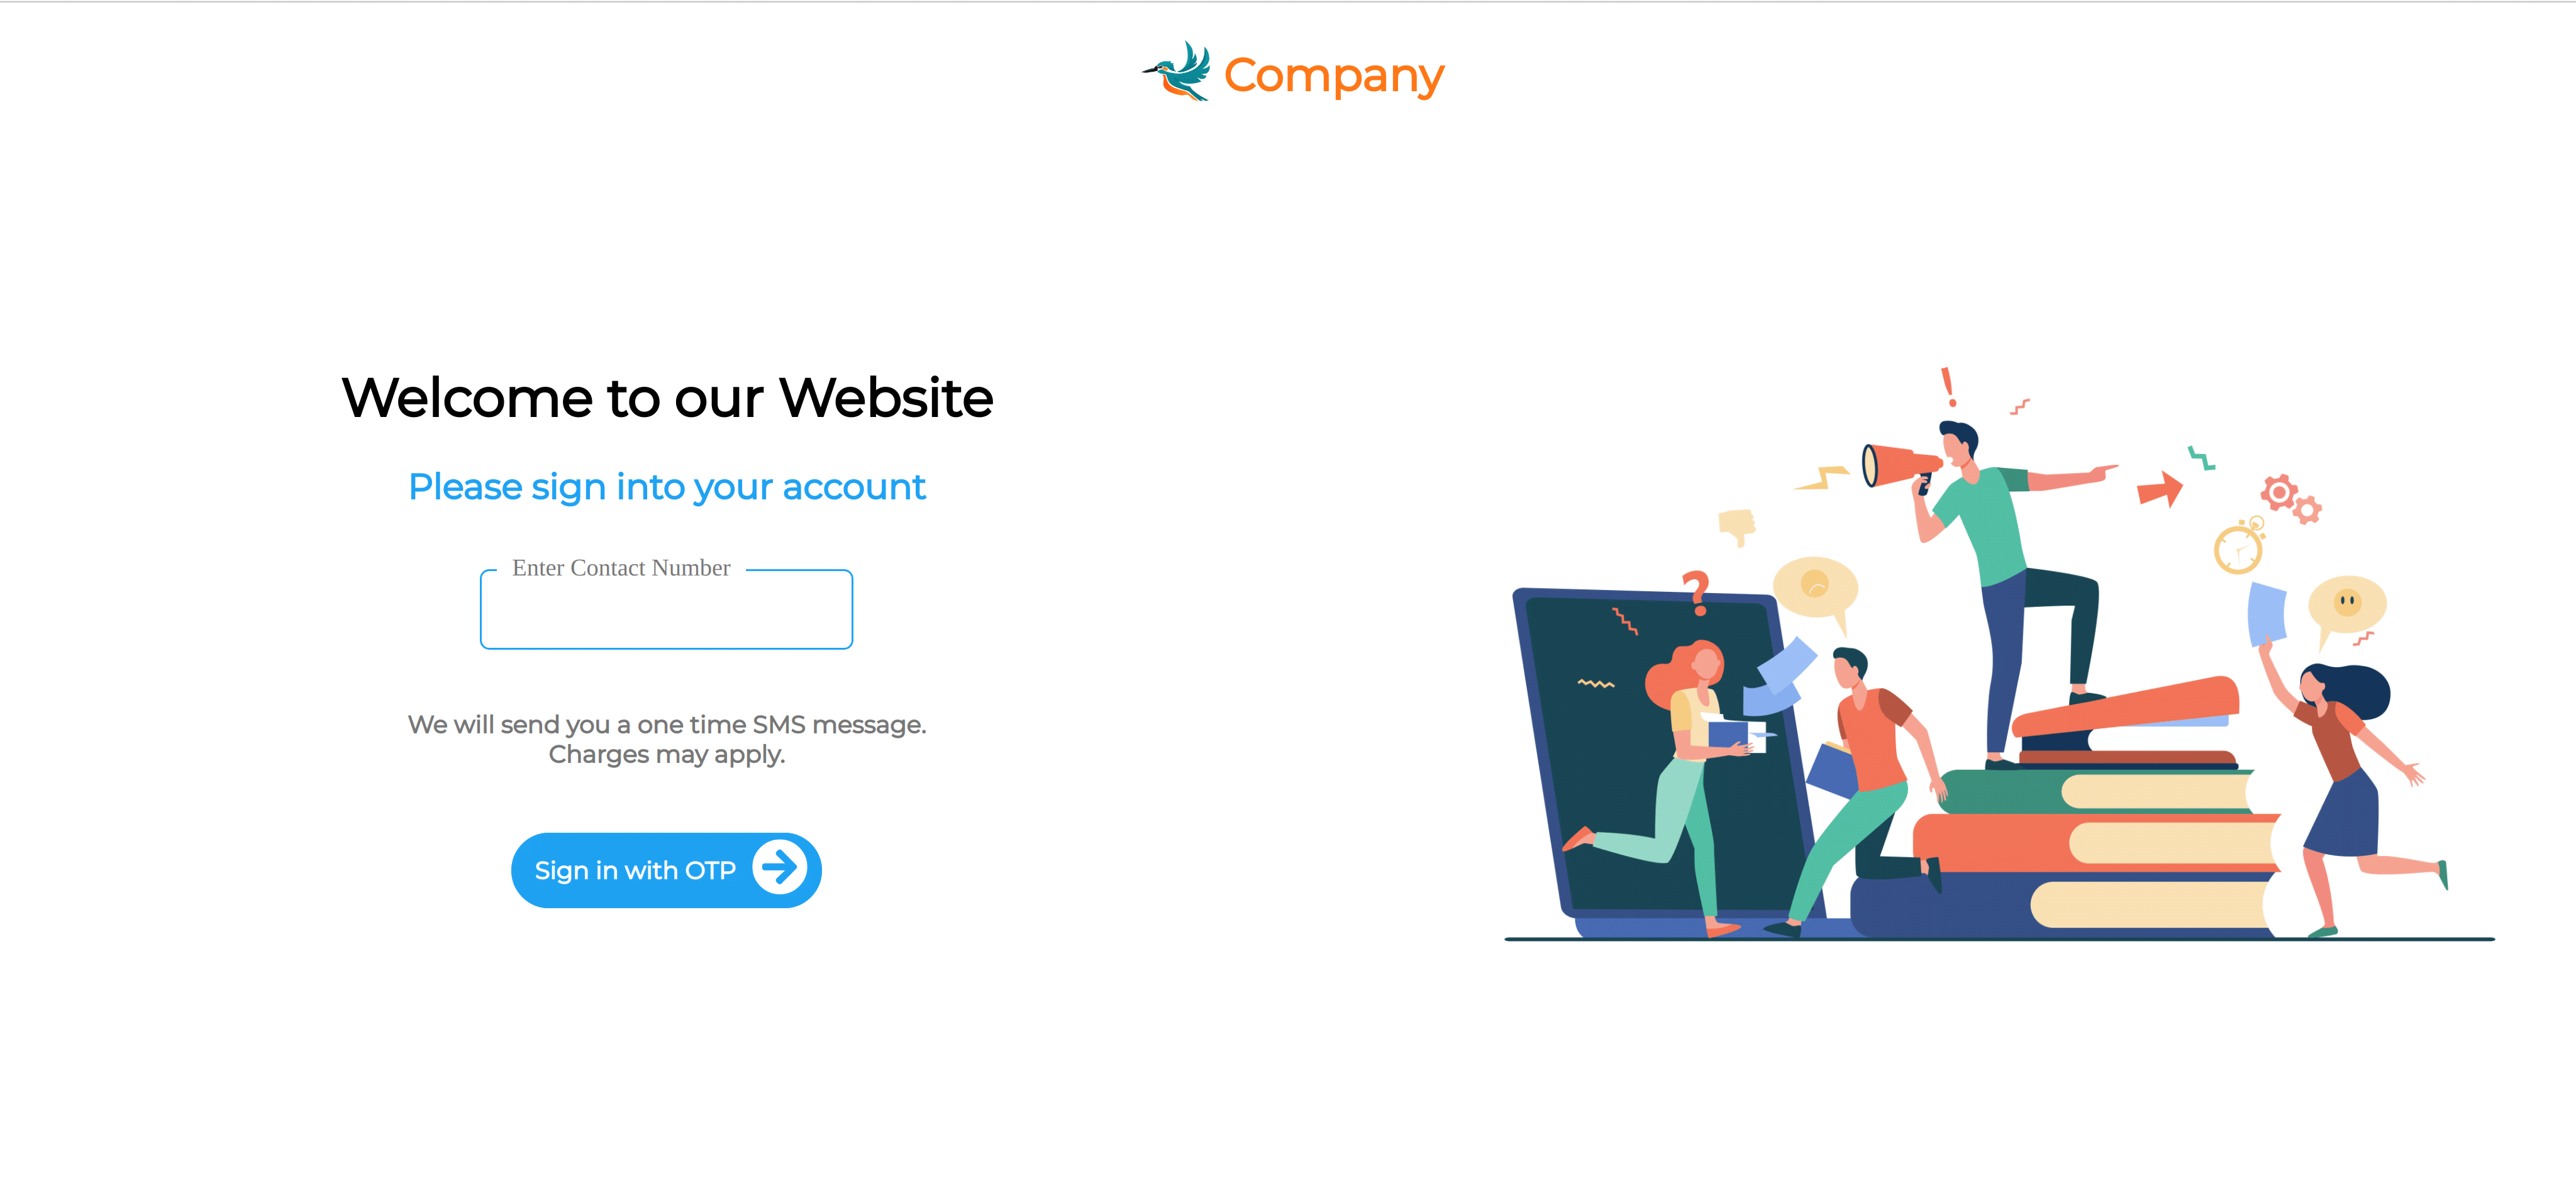 Company
Welcome to our Website
Please sign into your account
Enter Contact Number
We will send you a one time SMS message.
Charges may apply.
Sign in with OTP